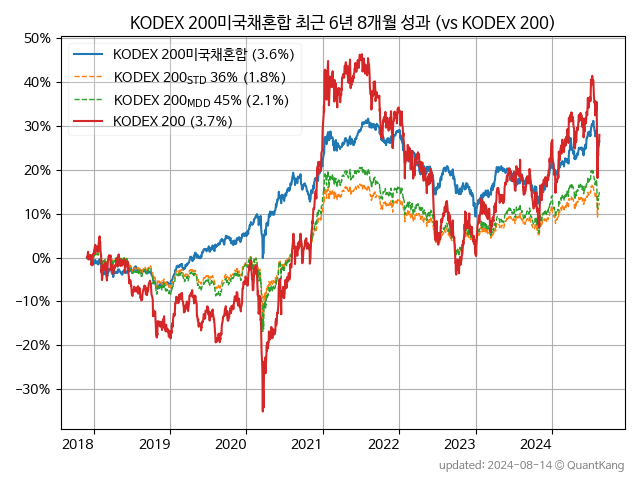 KODEX 200미국채혼합 최근 6년 8개월 성과 (vs KODEX 200)
50%
40%
30%
20%
10%
0%
−10%
−20%
−30%
KODEX 200미국채혼합 (3.6%)
KODEX 200STD 36% (1.8%)
KODEX 200MDD 45% (2.1%)
KODEX 200 (3.7%)
2018 2019 2020 2021 2022 2023 2024
updated: 2024-08-14 © QuantKang